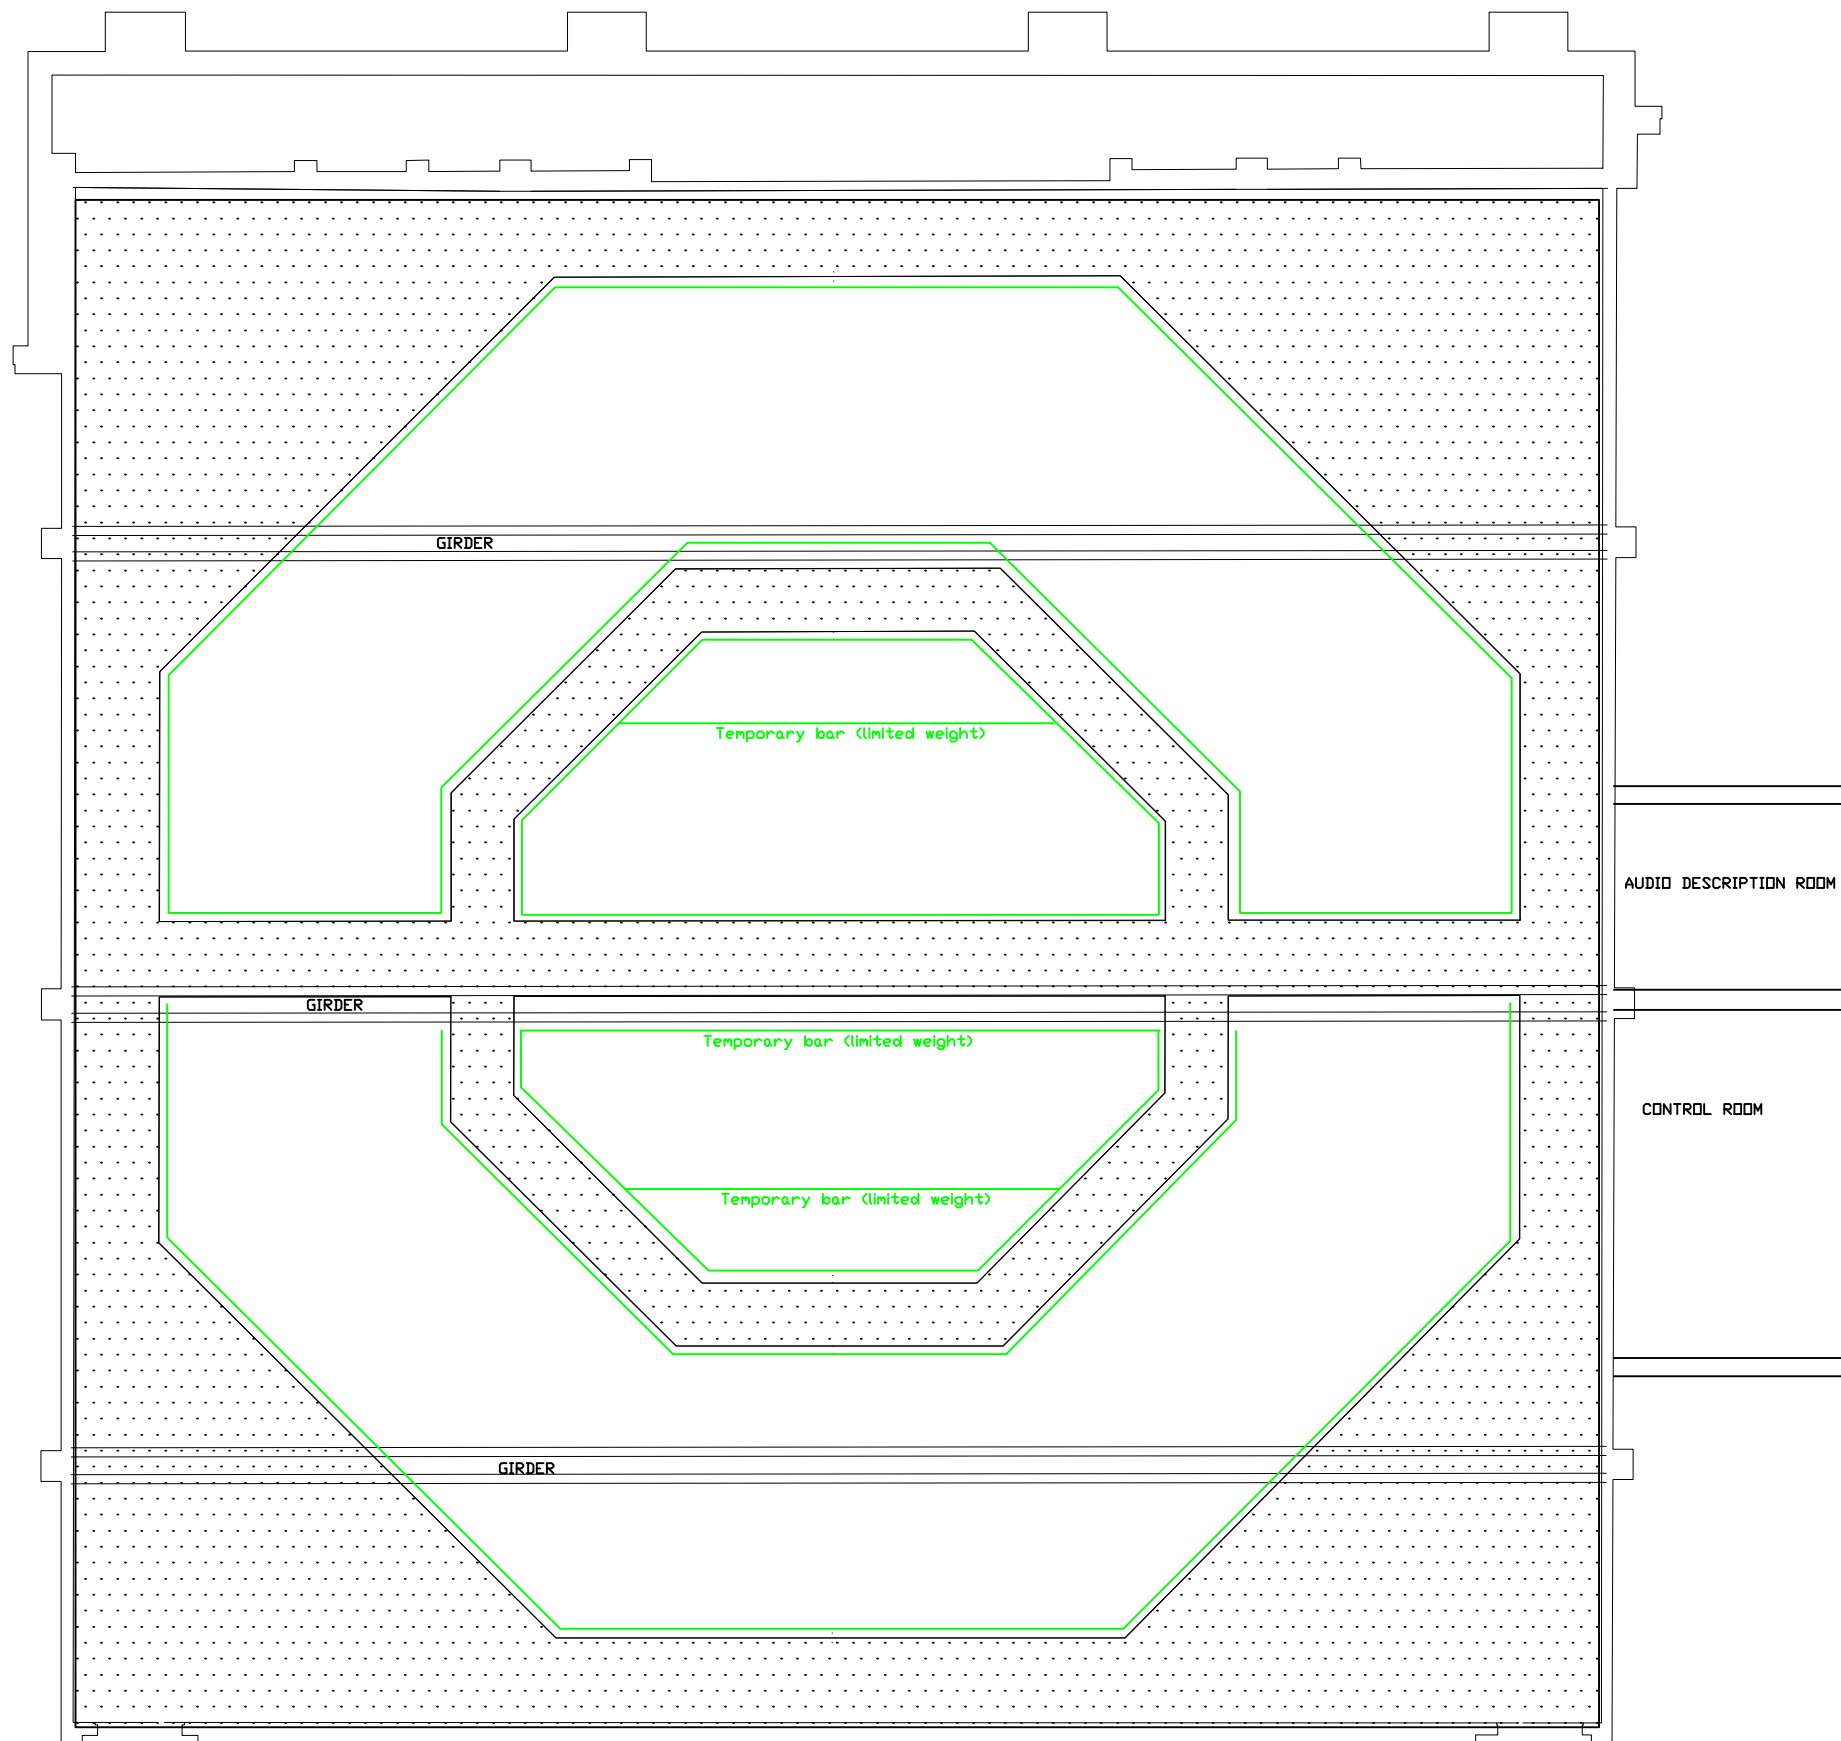 GIRDER
Temporary bar (limited weight)
AUDIO DESCRIPTION ROOM
GIRDER
Temporary bar (limited weight)
CONTROL ROOM
Temporary bar (limited weight)
GIRDER